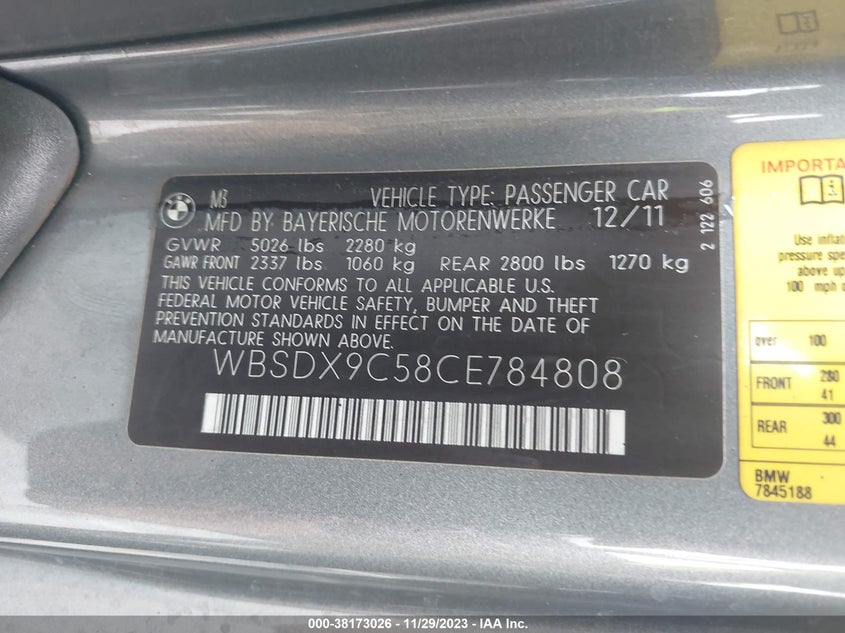 M3 VEHICLE TYPE: PASSENGER CAR
MFD BY BAYERISCHE MOTORENWERKE 12/11
GVWR 5026 lbs 2280 kg
GAWR FRONT 2337 lbs 1060 kg REAR 2800 lbs 1270 kg
THIS VEHICLE CONFORMS TO ALL APPLICABLE U.S.
FEDERAL MOTOR VEHICLE SAFETY, BUMPER AND THEFT
PREVENTION STANDARDS IN EFFECT ON THE DATE OF
MANUFACTURE SHOWN ABOVE.
WBSDX9C58CE784808
2 122 606
IMPORTA
Use inflat
pressure spe
above up
100 mph o
over 100
FRONT 280
41
REAR 300
44
BMW
7845188
000-38173026 - 11/29/2023 - IAA Inc.